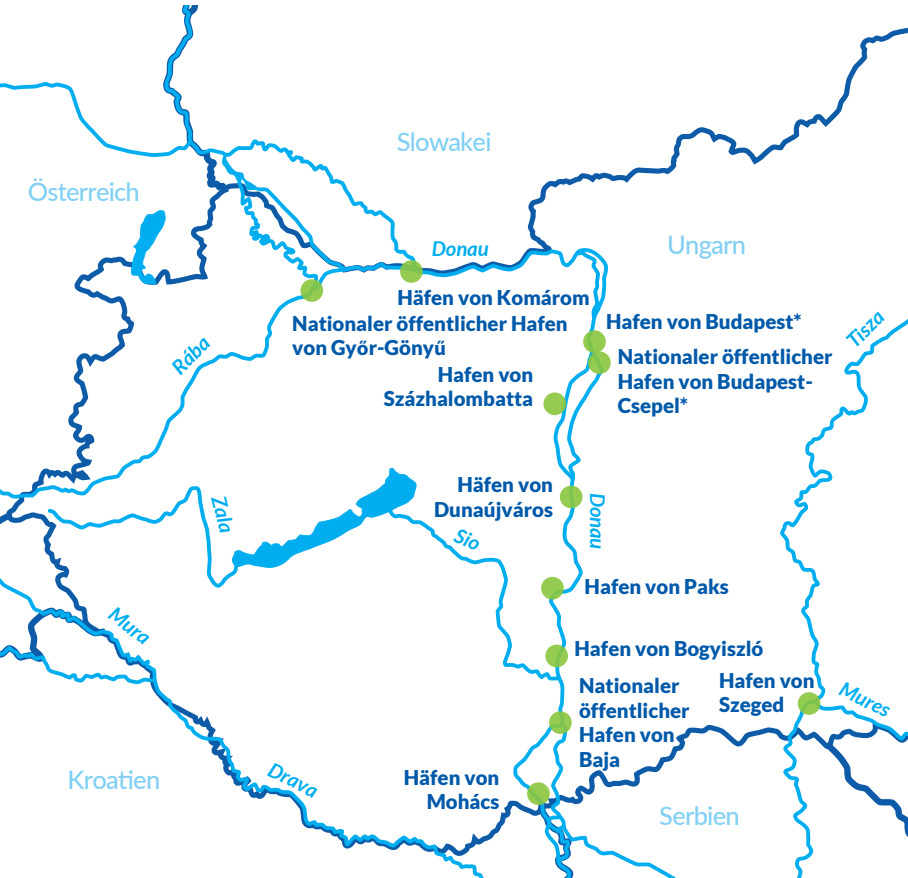 Slowakei
Österreich
Donau
Ungarn
Häfen von Komárom
Nationaler öffentlicher Hafen
von Győr-Gönyű
Hafen von Budapest*
Tisza
Rába
Nationaler öffentlicher
Hafen von Budapest-
Csepel*
Hafen von
Százhalombatta
Häfen von
Dunaújváros
Donau
Zala
Sio
Hafen von Paks
Mura
Hafen von Bogyiszló
Nationaler
öffentlicher
Hafen von
Baja
Hafen von
Szeged
Mures
Kroatien
Drava
Häfen von
Mohács
Serbien